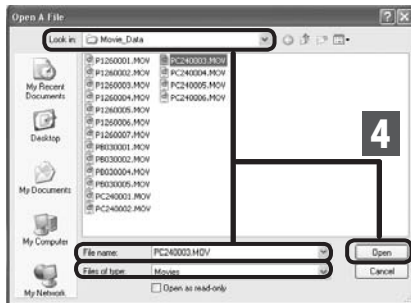 Open A File
Look in: Movie_Data
My Recent Documents
Desktop
My Documents
My Computer
My Network
P1260001.MOV
P1260002.MOV
P1260003.MOV
P1260004.MOV
P1260005.MOV
P1260006.MOV
P1260007.MOV
PB030001.MOV
PB030002.MOV
PB030004.MOV
PB030005.MOV
PC240001.MOV
PC240002.MOV
PC240003.MOV
PC240004.MOV
PC240005.MOV
PC240006.MOV
4
File name: PC240003.MOV
Open
Files of type: Movies
Cancel
Open as read-only